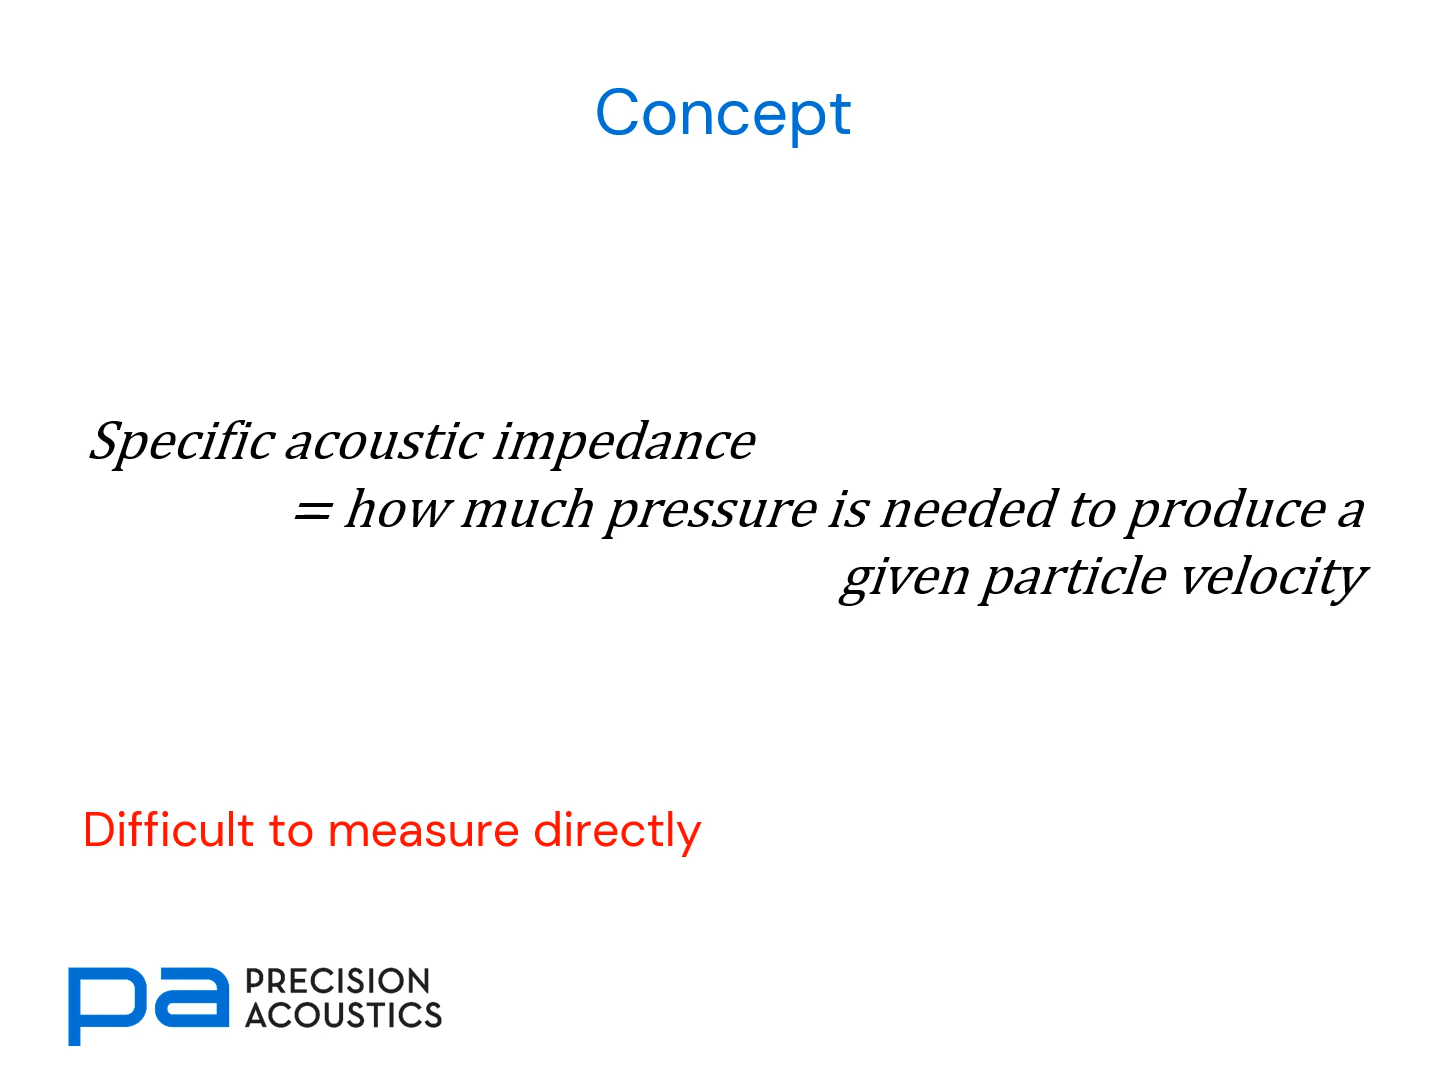 Concept
Specific acoustic impedance
= how much pressure is needed to produce a
given particle velocity
Difficult to measure directly
pa PRECISION
ACOUSTICS